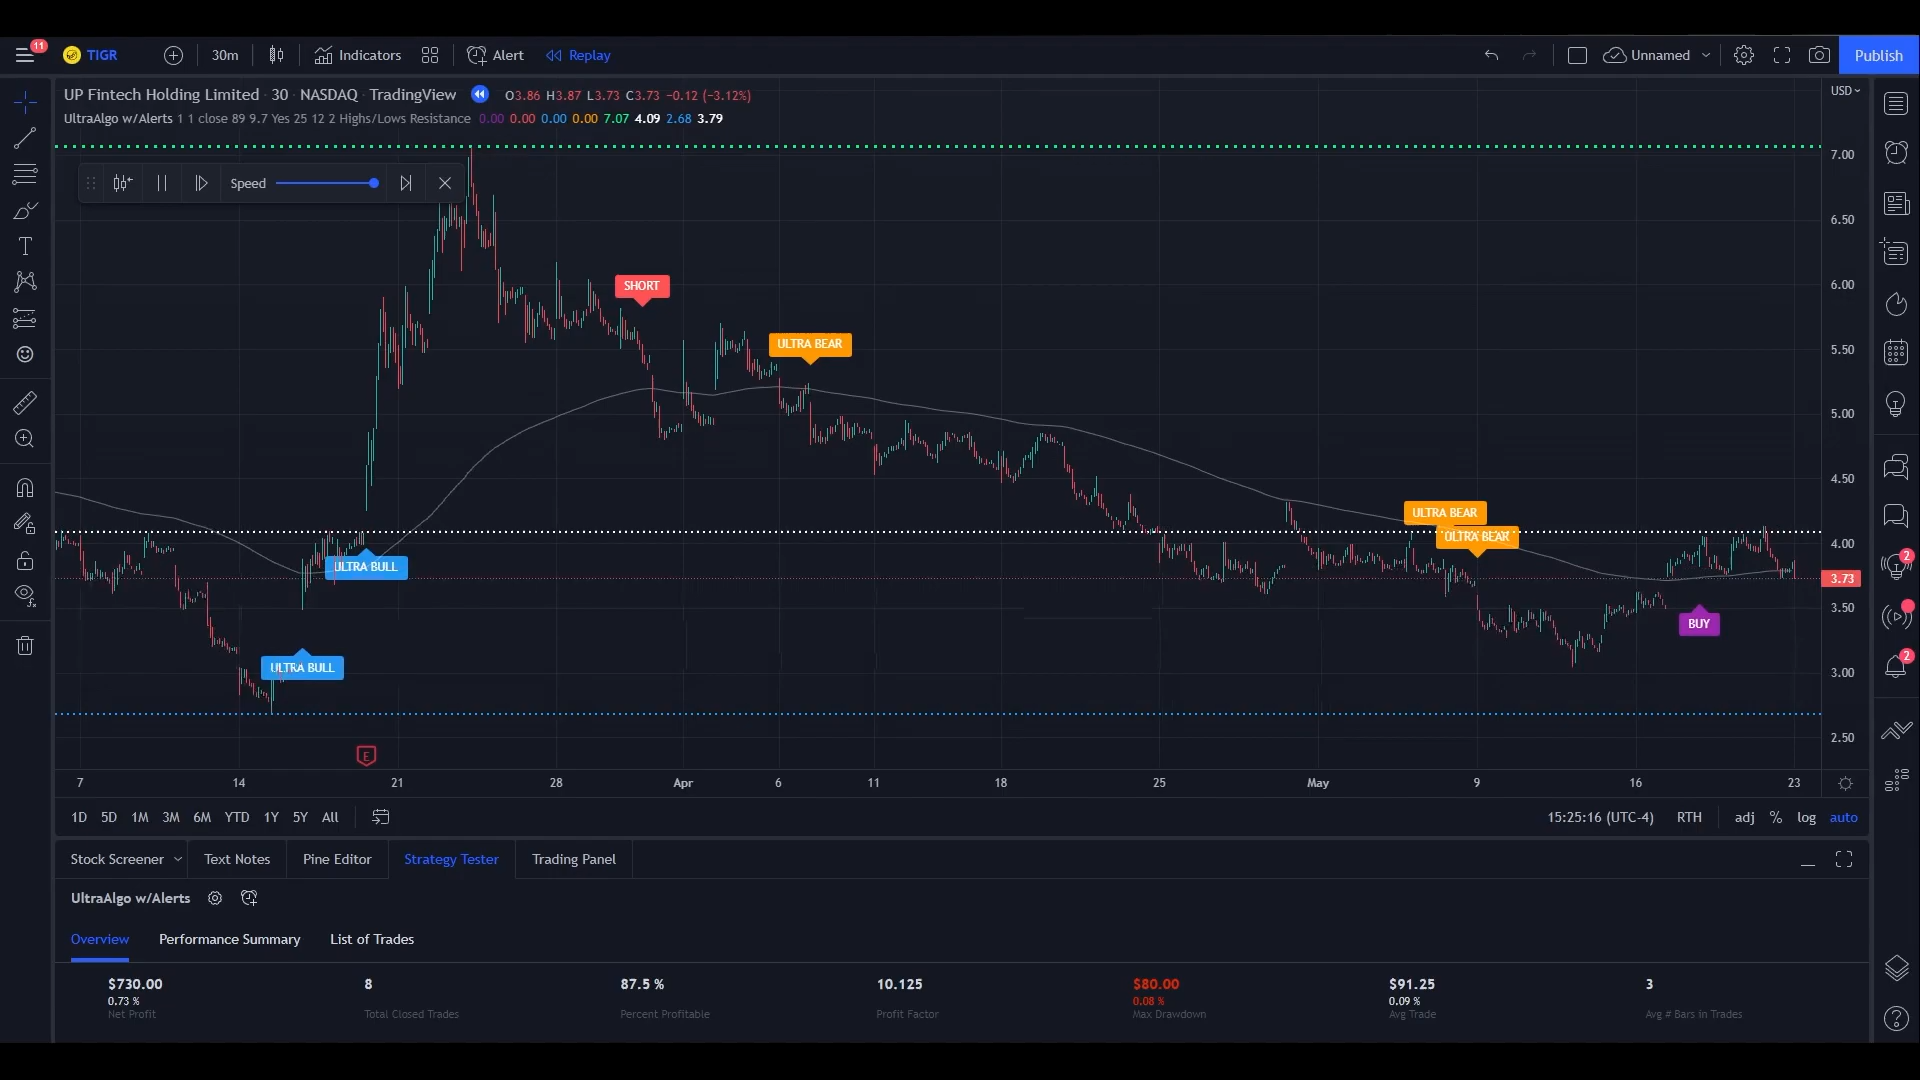 11
TIGR 30m Indicators Alert Replay Unnamed Publish
UP Fintech Holding Limited · 30 · NASDAQ · TradingView O3.86 H3.87 L3.73 C3.73 −0.12 (−3.12%)
USD
UltraAlgo w/Alerts 1 1 close 89 9.7 Yes 25 12 2 Highs/Lows Resistance 0.00 0.00 0.00 0.00 7.07 4.09 2.68 3.79
7.00
Speed
6.50
6.00
SHORT
5.50
ULTRA BEAR
5.00
4.50
ULTRA BEAR
ULTRA BEAR
4.00
ULTRA BULL
3.73
3.50
BUY
ULTRA BULL
3.00
2.50
E
7 14 21 28 Apr 6 11 18 25 May 9 16 23
2
2
1D 5D 1M 3M 6M YTD 1Y 5Y All
15:25:16 (UTC-4) RTH adj % log auto
Stock Screener Text Notes Pine Editor Strategy Tester Trading Panel
UltraAlgo w/Alerts
Overview Performance Summary List of Trades
$730.00 8 87.5 % 10.125 $80.00 $91.25 3
0.73 % 0.08 % 0.09 %
Net Profit Total Closed Trades Percent Profitable Profit Factor Max Drawdown Avg Trade Avg # Bars in Trades